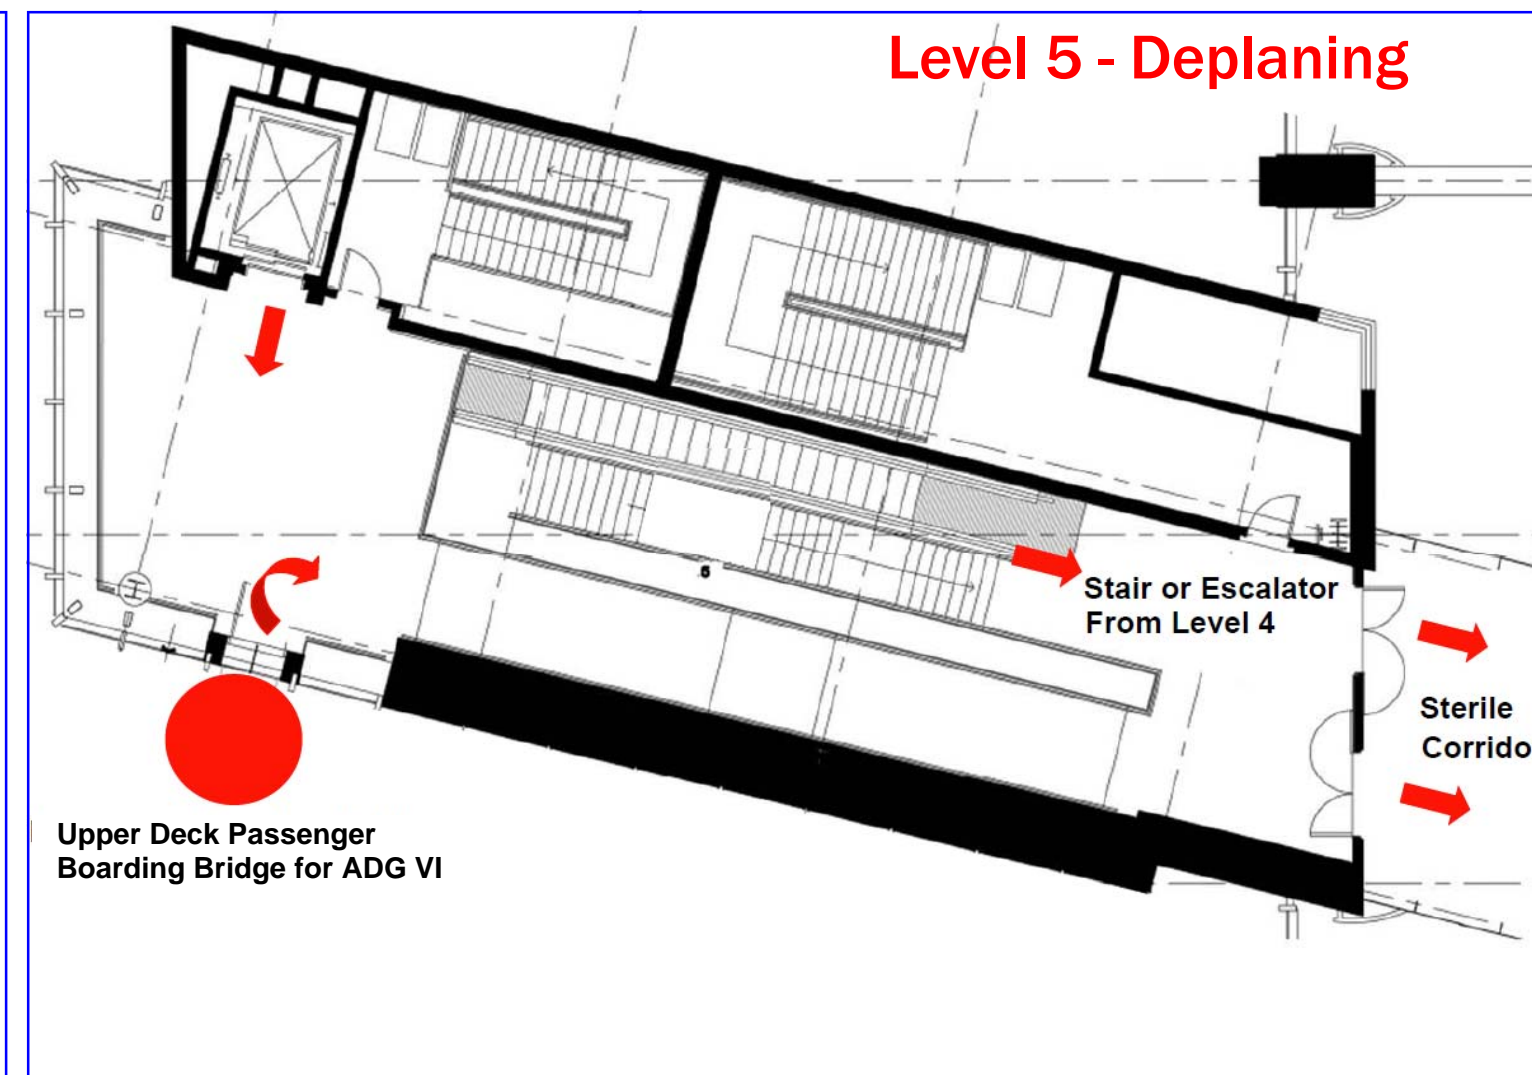 Level 5 - Deplaning
Stair or Escalator
From Level 4
Sterile
Corrido
Upper Deck Passenger
Boarding Bridge for ADG VI